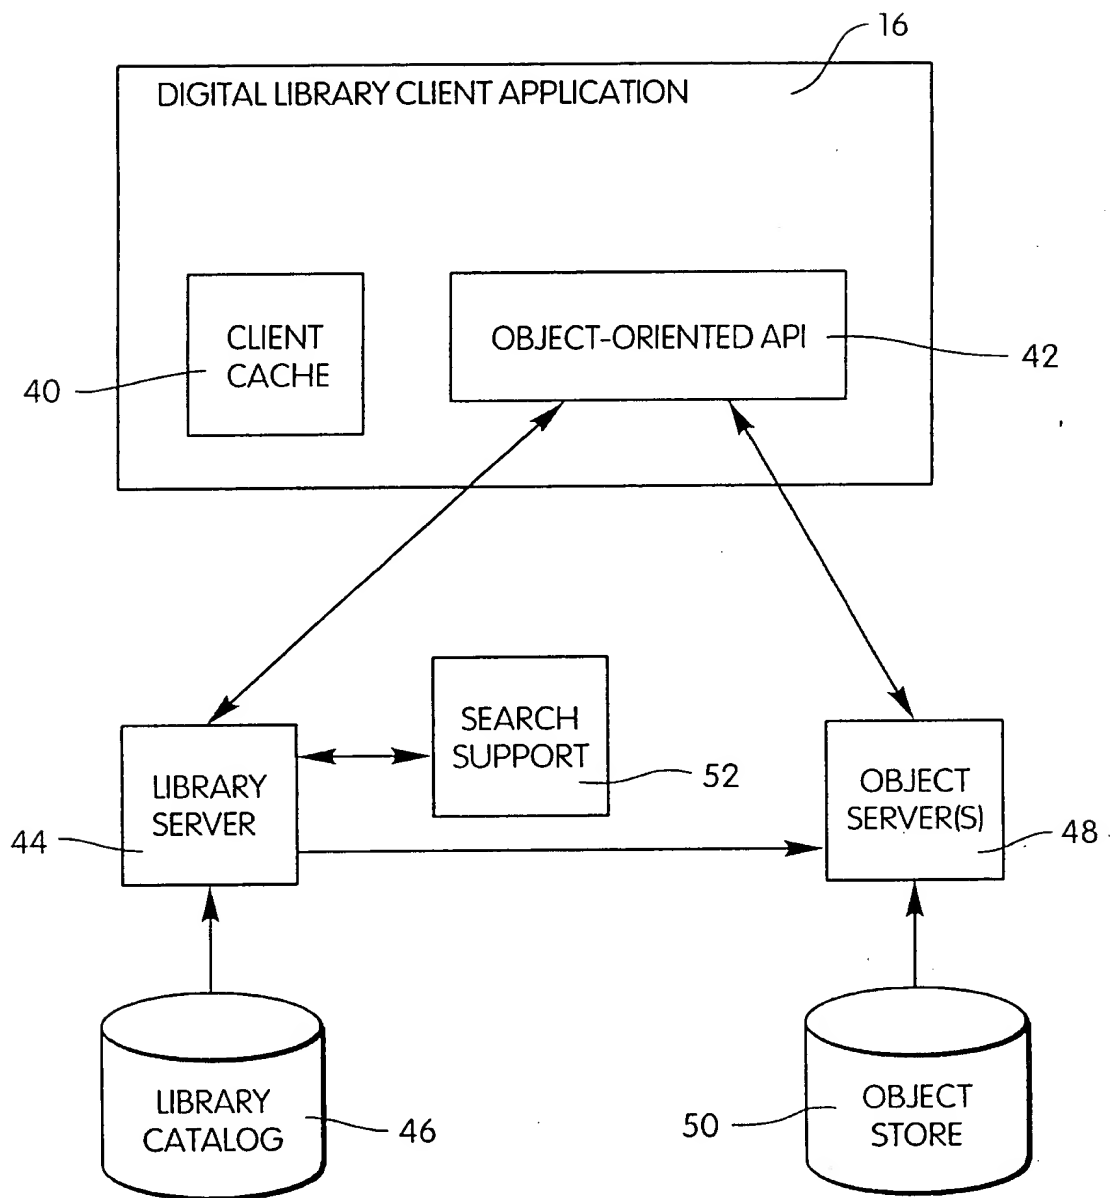 16
DIGITAL LIBRARY CLIENT APPLICATION
CLIENT
CACHE
40
OBJECT-ORIENTED API
42
SEARCH
SUPPORT
52
LIBRARY
SERVER
44
OBJECT
SERVER(S)
48
LIBRARY
CATALOG
46
OBJECT
STORE
50